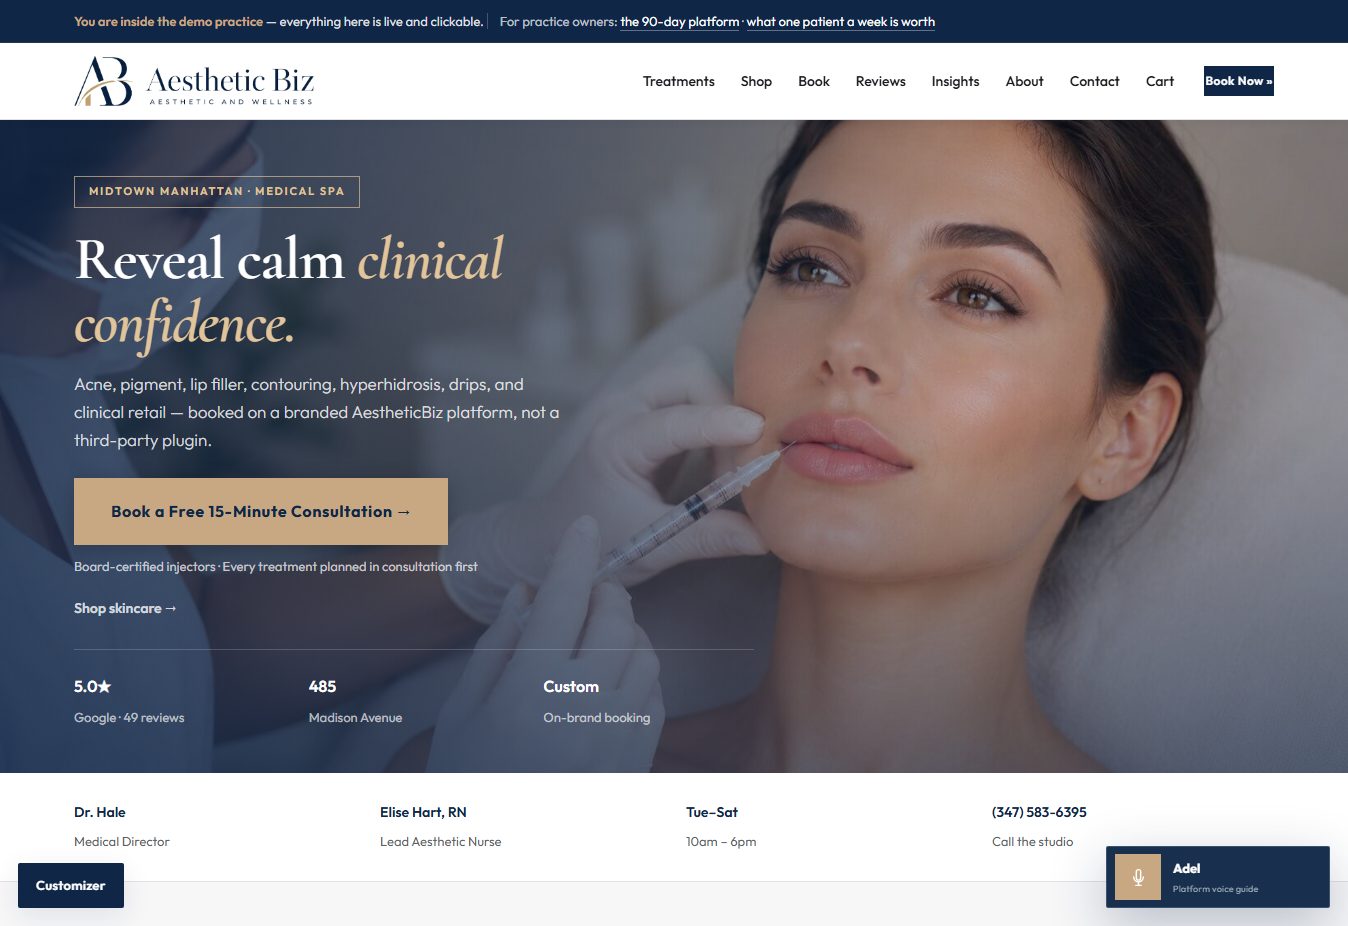 You are inside the demo practice — everything here is live and clickable. For practice owners: the 90-day platform · what one patient a week is worth
AB Aesthetic Biz
AESTHETIC AND WELLNESS
Treatments Shop Book Reviews Insights About Contact Cart Book Now »
MIDTOWN MANHATTAN · MEDICAL SPA
Reveal calm clinical
confidence.
Acne, pigment, lip filler, contouring, hyperhidrosis, drips, and
clinical retail — booked on a branded AestheticBiz platform, not a
third-party plugin.
Book a Free 15-Minute Consultation →
Board-certified injectors · Every treatment planned in consultation first
Shop skincare →
5.0★ 485 Custom
Google · 49 reviews Madison Avenue On-brand booking
Dr. Hale Elise Hart, RN Tue–Sat (347) 583-6395
Medical Director Lead Aesthetic Nurse 10am – 6pm Call the studio
Customizer
Adel
Platform voice guide